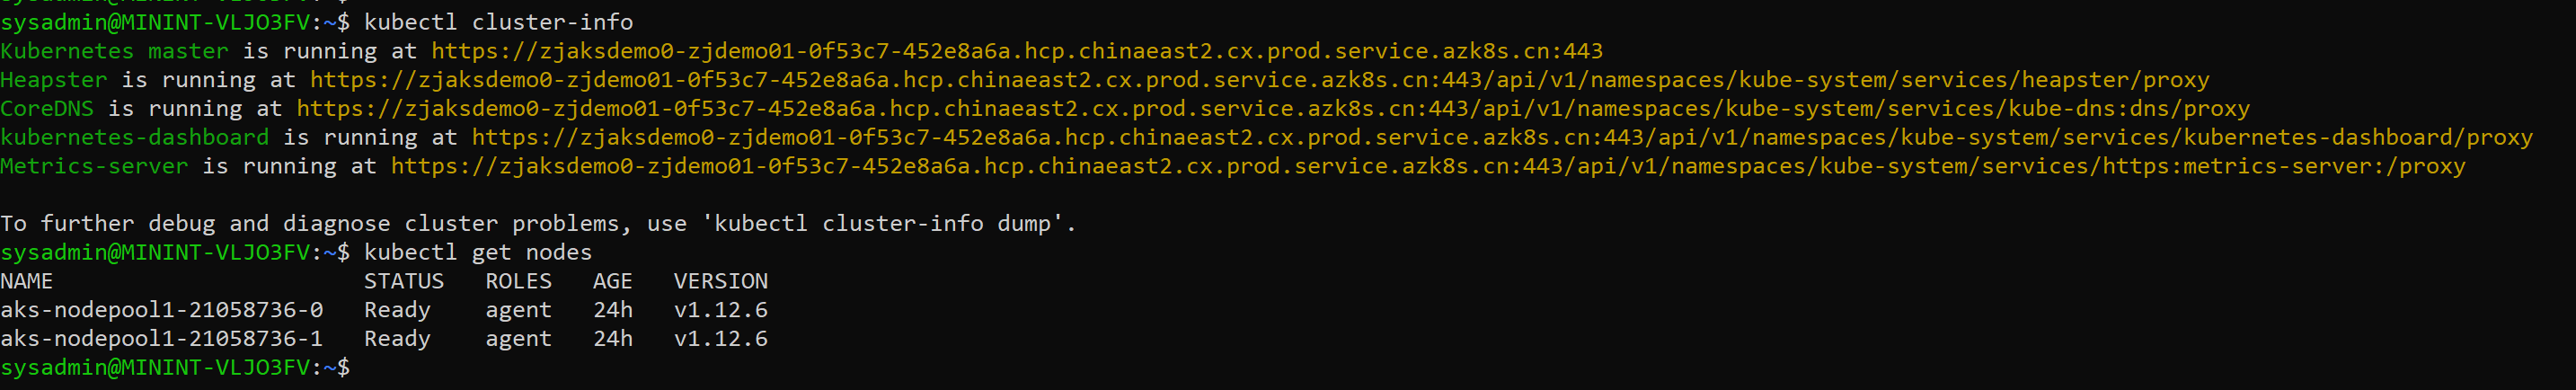 sysadmin@MININT-VLJO3FV:~$ kubectl cluster-info
Kubernetes master is running at https://zjaksdemo0-zjdemo01-0f53c7-452e8a6a.hcp.chinaeast2.cx.prod.service.azk8s.cn:443
Heapster is running at https://zjaksdemo0-zjdemo01-0f53c7-452e8a6a.hcp.chinaeast2.cx.prod.service.azk8s.cn:443/api/v1/namespaces/kube-system/services/heapster/proxy
CoreDNS is running at https://zjaksdemo0-zjdemo01-0f53c7-452e8a6a.hcp.chinaeast2.cx.prod.service.azk8s.cn:443/api/v1/namespaces/kube-system/services/kube-dns:dns/proxy
kubernetes-dashboard is running at https://zjaksdemo0-zjdemo01-0f53c7-452e8a6a.hcp.chinaeast2.cx.prod.service.azk8s.cn:443/api/v1/namespaces/kube-system/services/kubernetes-dashboard/proxy
Metrics-server is running at https://zjaksdemo0-zjdemo01-0f53c7-452e8a6a.hcp.chinaeast2.cx.prod.service.azk8s.cn:443/api/v1/namespaces/kube-system/services/https:metrics-server:/proxy
To further debug and diagnose cluster problems, use 'kubectl cluster-info dump'.
sysadmin@MININT-VLJO3FV:~$ kubectl get nodes
NAME                       STATUS   ROLES   AGE   VERSION
aks-nodepool1-21058736-0   Ready    agent   24h   v1.12.6
aks-nodepool1-21058736-1   Ready    agent   24h   v1.12.6
sysadmin@MININT-VLJO3FV:~$